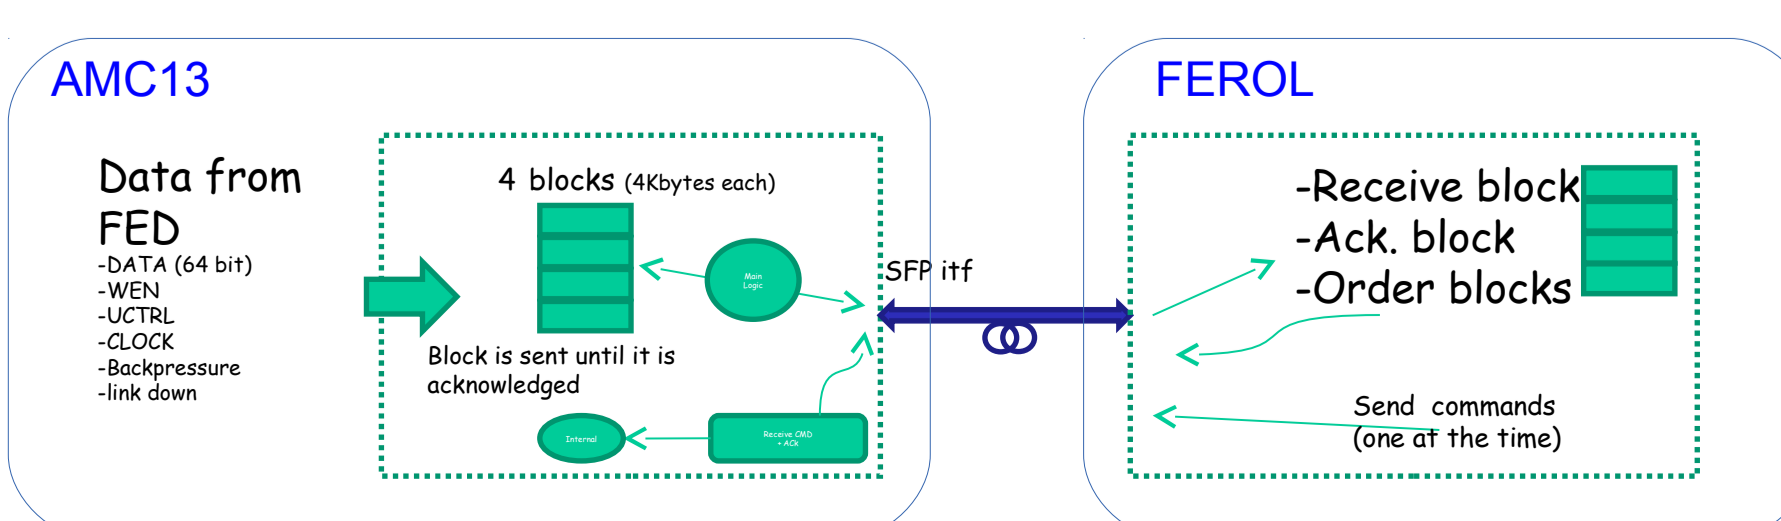 AMC13
FEROL
Data from
FED
-DATA (64 bit)
-WEN
-UCTRL
-CLOCK
-Backpressure
-link down
4 blocks (4Kbytes each)
Main
Logic
Block is sent until it is
acknowledged
Internal
Receive CMD
+ ACk
SFP itf
-Receive block
-Ack. block
-Order blocks
Send commands
(one at the time)